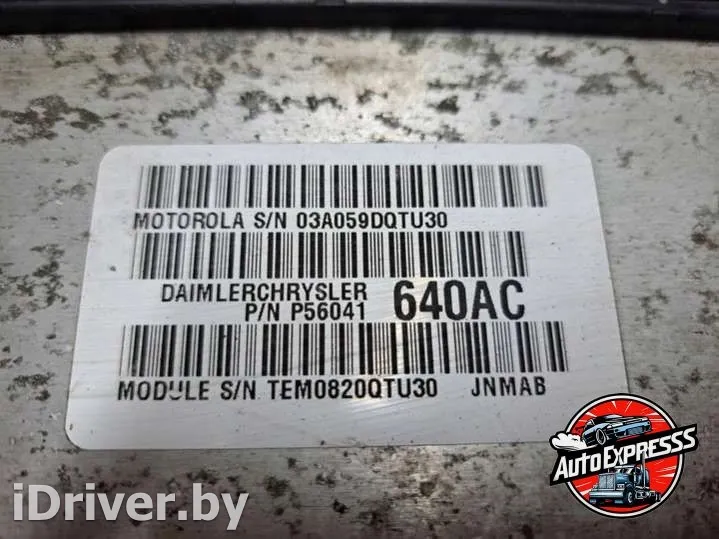 MOTOROLA S/N 03A059DQTU30
DAIMLERCHRYSLER
P/N P56041 640AC
MODULE S/N TEM0820QTU30 JNMAB
AUTOEXPRESSS
iDriver.by